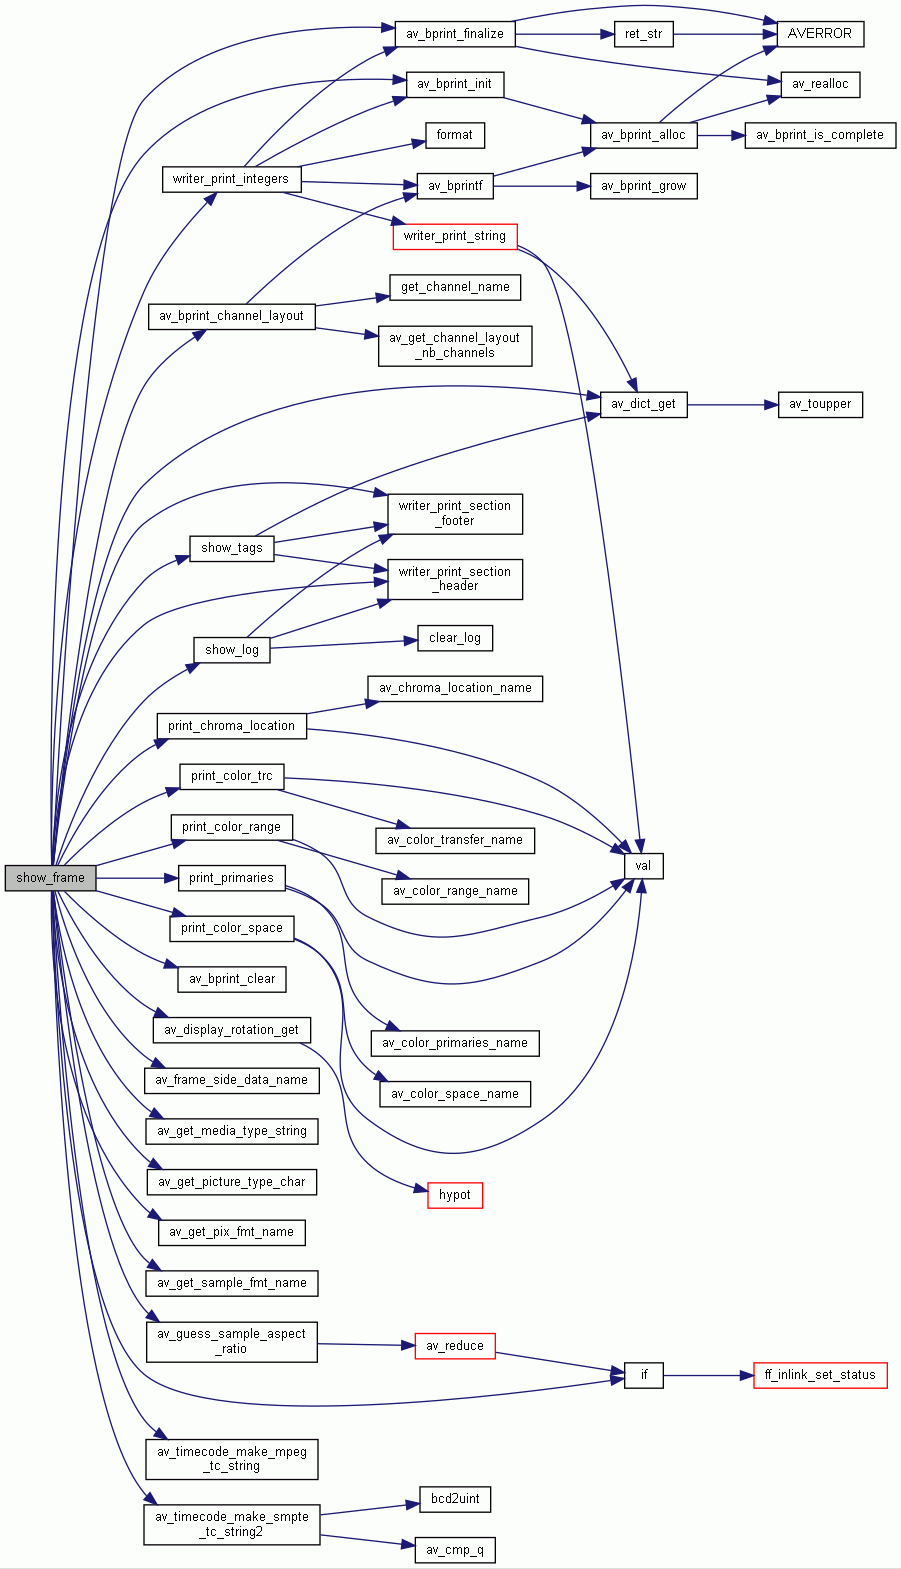 av_bprint_finalize
ret_str
AVERROR
av_bprint_init
av_realloc
format
av_bprint_alloc
av_bprint_is_complete
writer_print_integers
av_bprintf
av_bprint_grow
writer_print_string
get_channel_name
av_bprint_channel_layout
av_get_channel_layout
_nb_channels
av_dict_get
av_toupper
writer_print_section
_footer
show_tags
writer_print_section
_header
show_log
clear_log
av_chroma_location_name
print_chroma_location
print_color_trc
print_color_range
av_color_transfer_name
val
show_frame
print_primaries
av_color_range_name
print_color_space
av_bprint_clear
av_display_rotation_get
av_color_primaries_name
av_frame_side_data_name
av_color_space_name
av_get_media_type_string
av_get_picture_type_char
hypot
av_get_pix_fmt_name
av_get_sample_fmt_name
av_guess_sample_aspect
_ratio
av_reduce
if
ff_inlink_set_status
av_timecode_make_mpeg
_tc_string
bcd2uint
av_timecode_make_smpte
_tc_string2
av_cmp_q